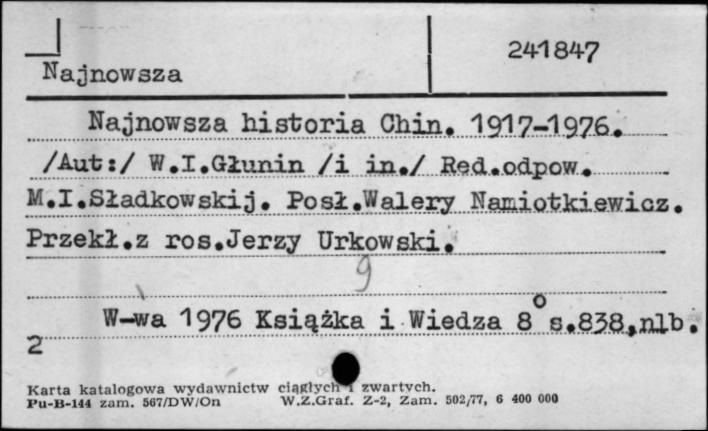 241847
Najnowsza
Najnowsza historia Chin. 1917-1976.
/Aut:/ W.I.Głunin /i in./ Red.odpow.
M.I.Sładkowskij. Posł.Walery Namiotkiewicz.
Przekł.z ros.Jerzy Urkowski.
9
W-wa 1976 Książka i Wiedza 8° s.838,nlb.
2
Karta katalogowa wydawnictw ciągłych i zwartych.
Pu-B-144 zam. 567/DW/On W.Z.Graf. Z-2, Zam. 502/77, 6 400 000